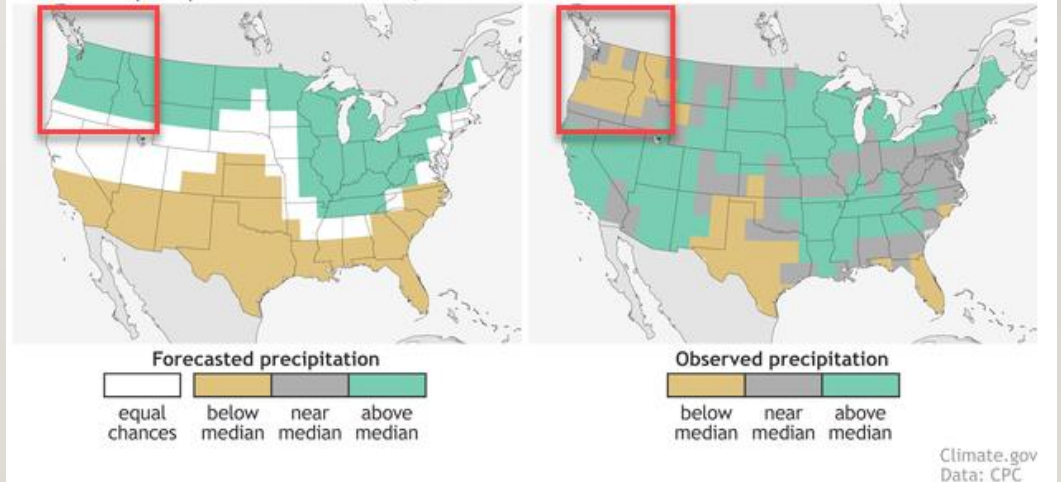 Forecasted precipitation
equal chances
below median
near median
above median
Observed precipitation
below median
near median
above median
Climate.gov
Data: CPC